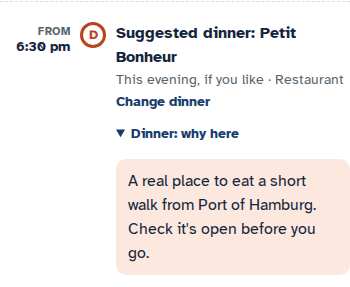 FROM
6:30 pm
D
Suggested dinner: Petit
Bonheur
This evening, if you like · Restaurant
Change dinner
▼ Dinner: why here
A real place to eat a short
walk from Port of Hamburg.
Check it's open before you
go.